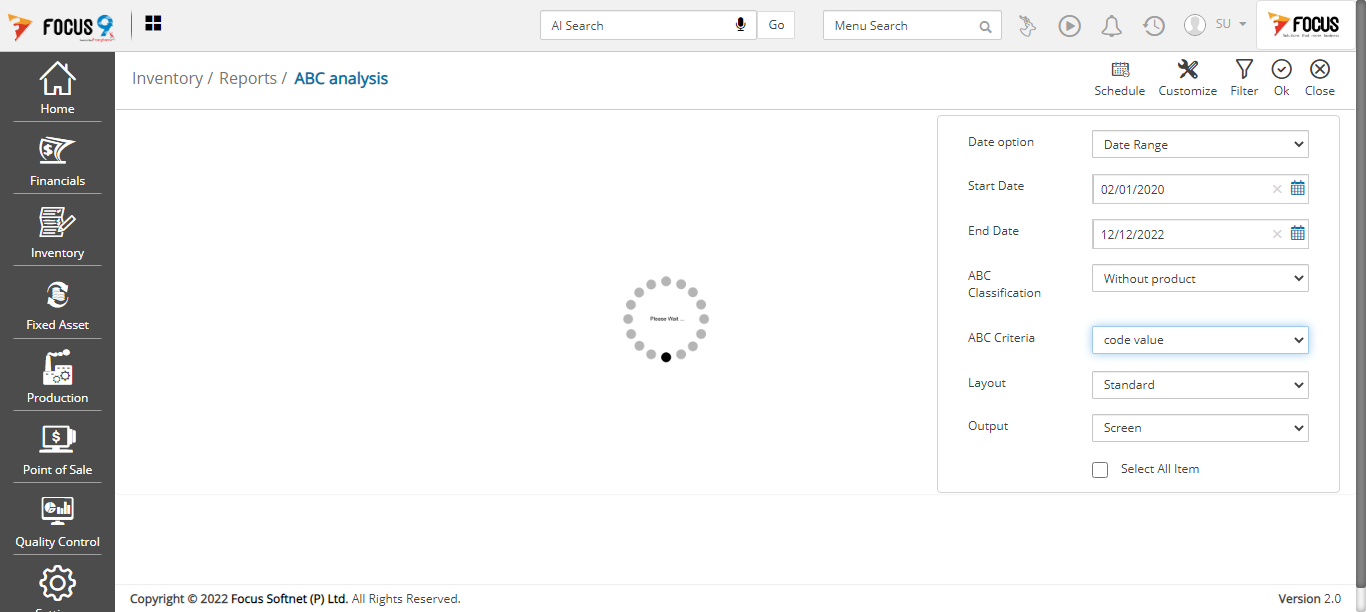 FOCUS 9
AI Search
Go
Menu Search
SU
FOCUS
Home
Financials
Inventory
Fixed Asset
Production
Point of Sale
Quality Control
Inventory / Reports / ABC analysis
Schedule
Customize
Filter
Ok
Close
Please Wait ...
Date option
Date Range
Start Date
02/01/2020
End Date
12/12/2022
ABC
Classification
Without product
ABC Criteria
code value
Layout
Standard
Output
Screen
Select All Item
Copyright © 2022 Focus Softnet (P) Ltd. All Rights Reserved.
Version 2.0